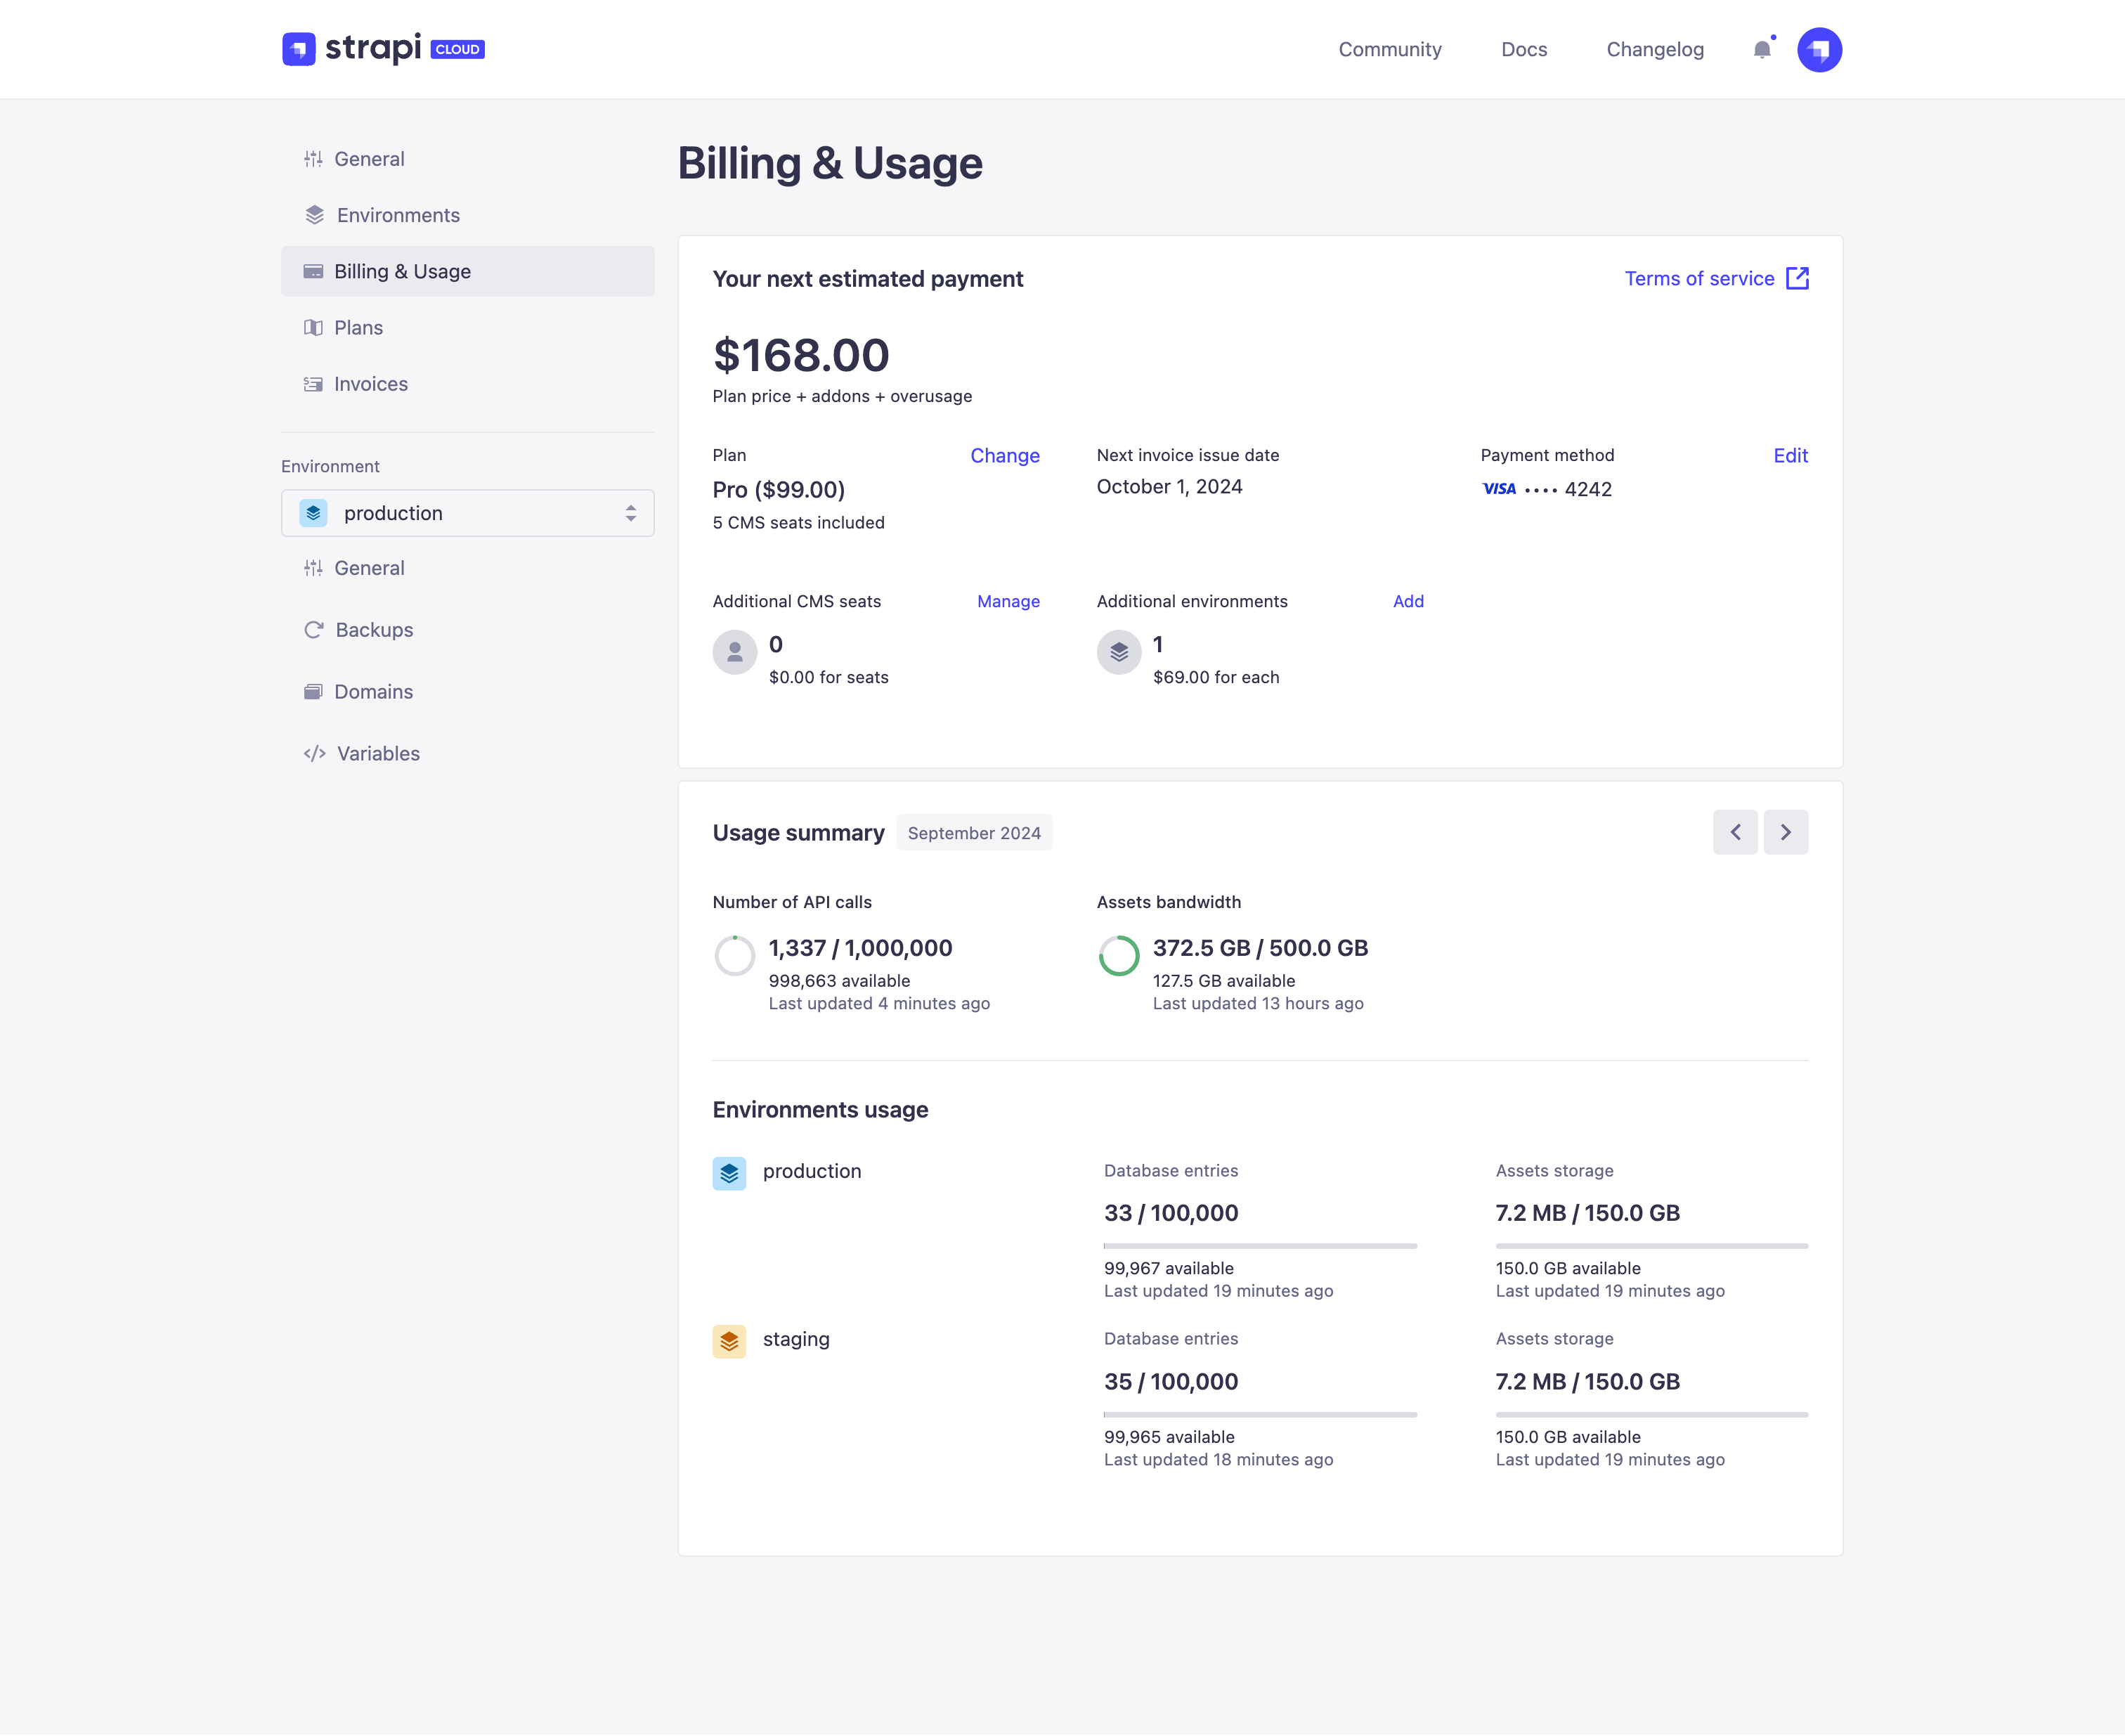 strapi CLOUD
Community Docs Changelog
General
Environments
Billing & Usage
Plans
Invoices
Environment
production
General
Backups
Domains
Variables
Billing & Usage
Your next estimated payment
Terms of service
$168.00
Plan price + addons + overusage
Plan
Change
Pro ($99.00)
5 CMS seats included
Next invoice issue date
October 1, 2024
Payment method
Edit
VISA •••• 4242
Additional CMS seats
Manage
0
$0.00 for seats
Additional environments
Add
1
$69.00 for each
Usage summary
September 2024
Number of API calls
1,337 / 1,000,000
998,663 available
Last updated 4 minutes ago
Assets bandwidth
372.5 GB / 500.0 GB
127.5 GB available
Last updated 13 hours ago
Environments usage
production
Database entries
33 / 100,000
99,967 available
Last updated 19 minutes ago
Assets storage
7.2 MB / 150.0 GB
150.0 GB available
Last updated 19 minutes ago
staging
Database entries
35 / 100,000
99,965 available
Last updated 18 minutes ago
Assets storage
7.2 MB / 150.0 GB
150.0 GB available
Last updated 19 minutes ago